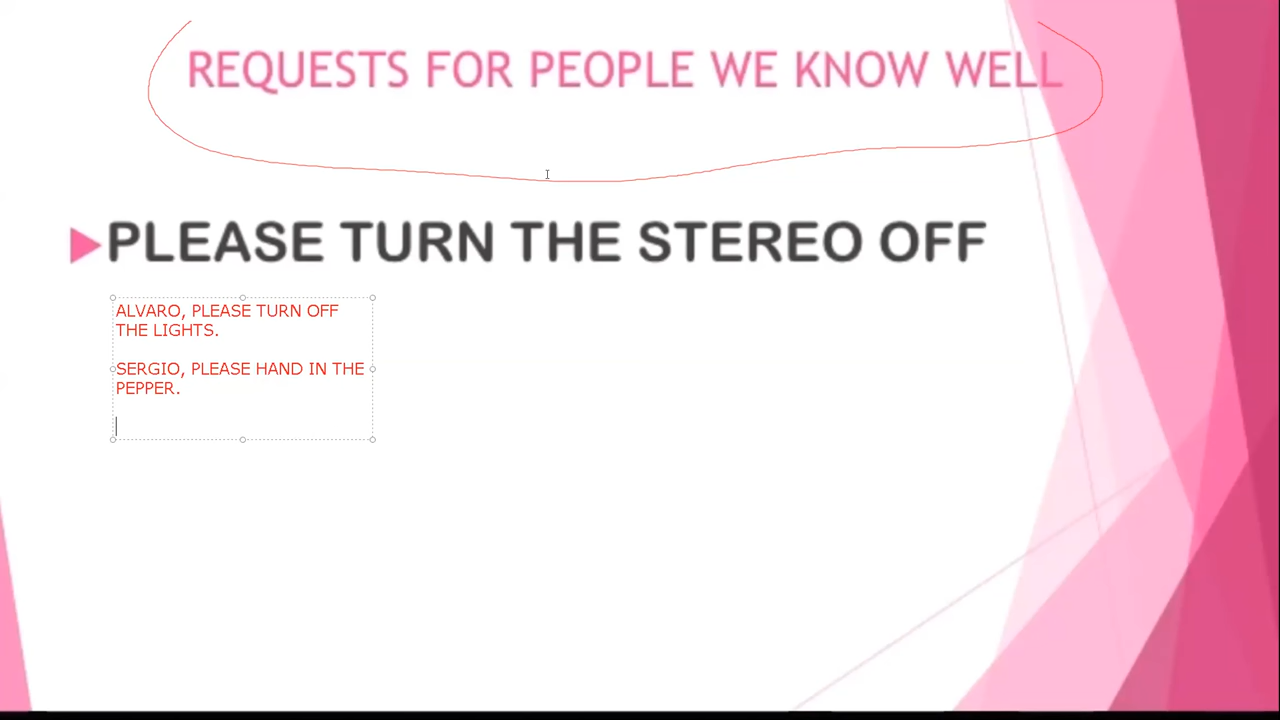 REQUESTS FOR PEOPLE WE KNOW WELL
PLEASE TURN THE STEREO OFF
ALVARO, PLEASE TURN OFF
THE LIGHTS.
SERGIO, PLEASE HAND IN THE
PEPPER.